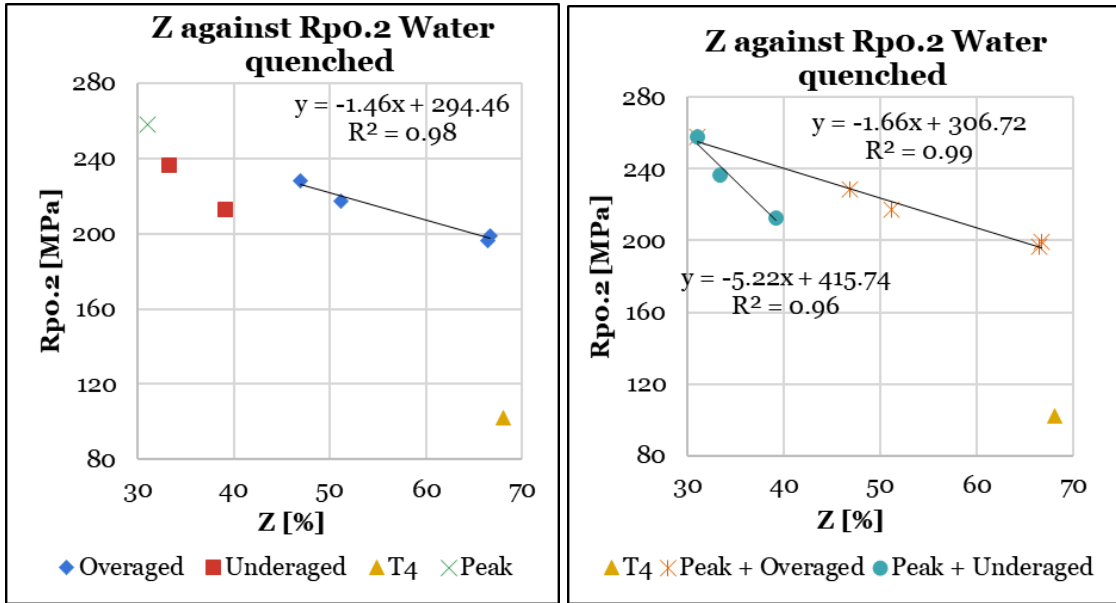 Z against Rp0.2 Water
quenched
280
240
200
160
120
80
Rp0.2 [MPa]
y = -1.46x + 294.46
R² = 0.98
30 40 50 60 70
Z [%]
Overaged Underaged T4 Peak
Z against Rp0.2 Water
quenched
280
240
200
160
120
80
Rp0.2 [MPa]
y = -1.66x + 306.72
R² = 0.99
y = -5.22x + 415.74
R² = 0.96
30 40 50 60 70
Z [%]
T4 Peak + Overaged Peak + Underaged